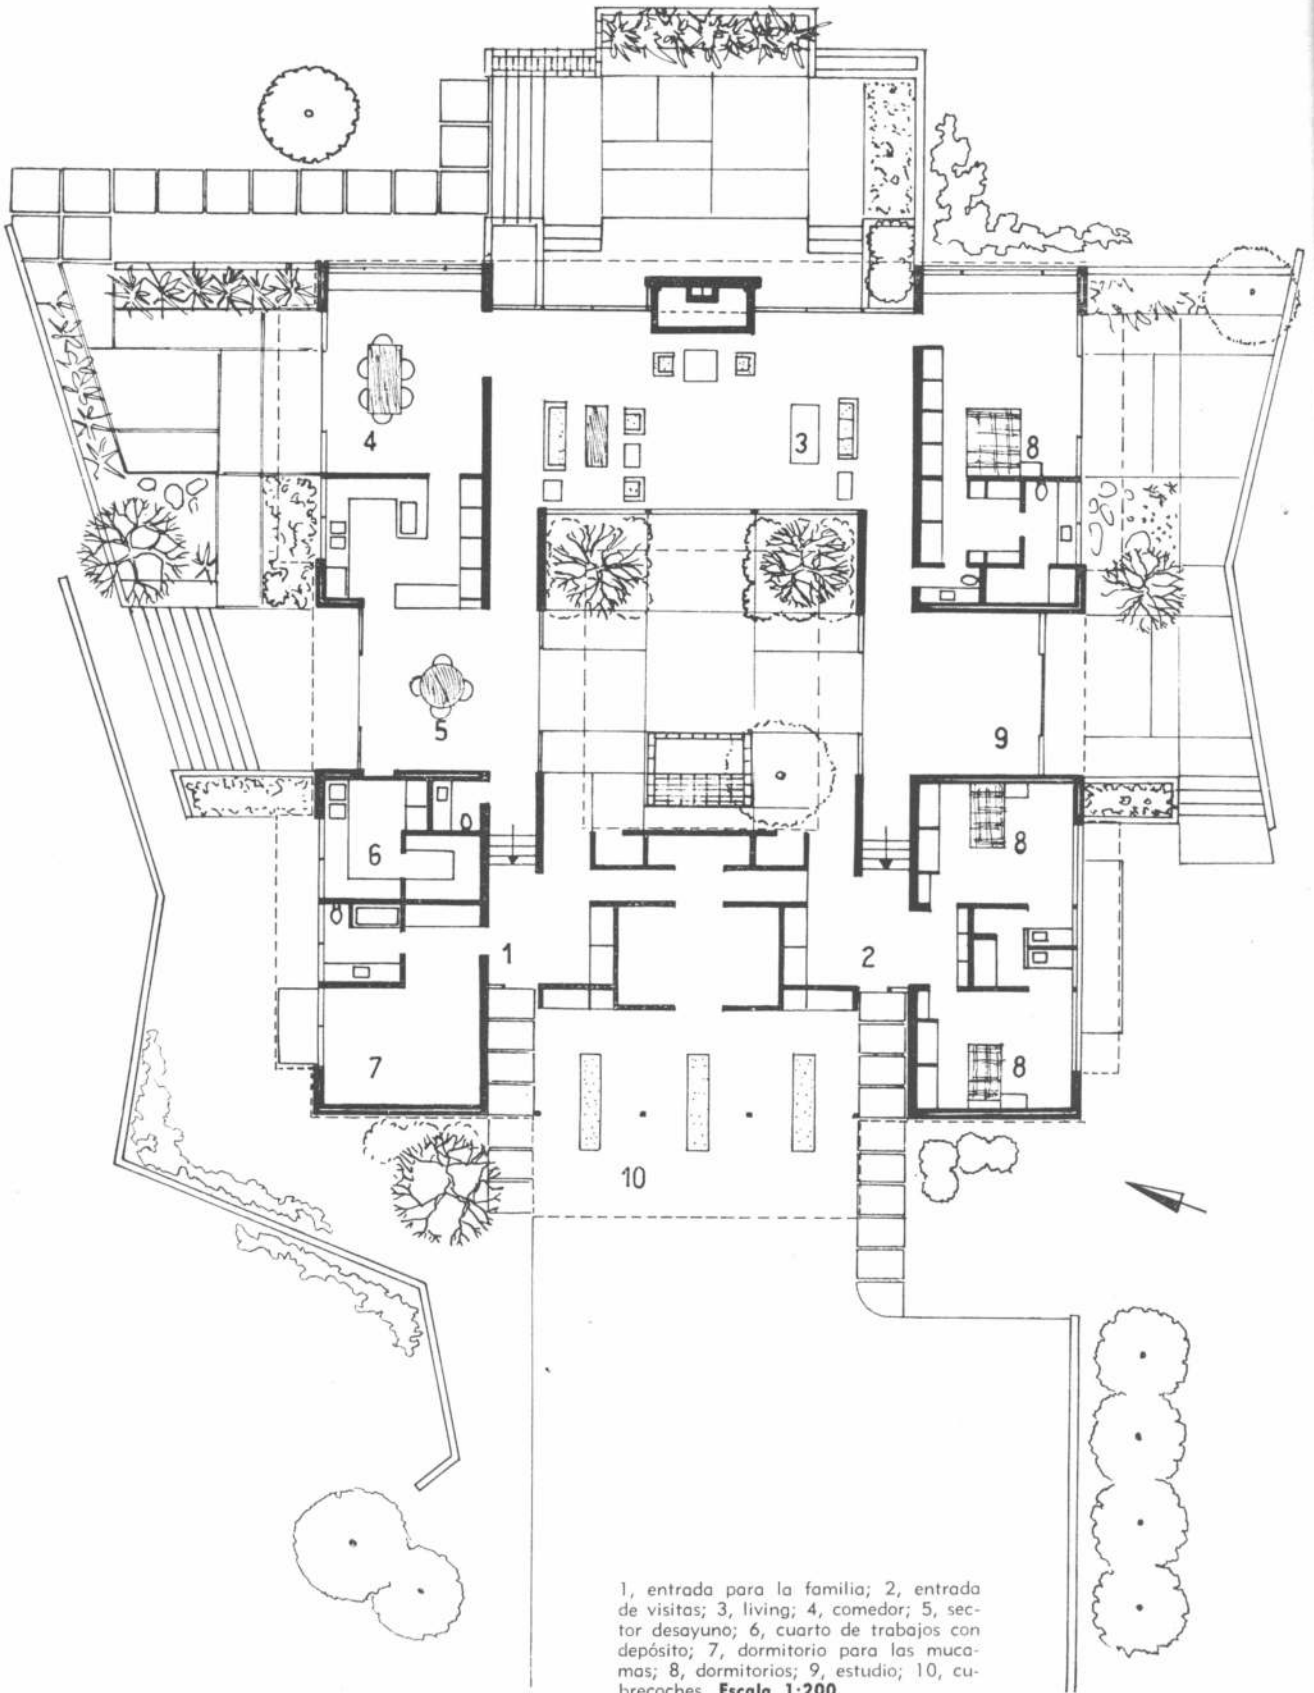 4
3
8
5
9
6
8
1
2
7
8
10
1, entrada para la familia; 2, entrada
de visitas; 3, living; 4, comedor; 5, sec-
tor desayuno; 6, cuarto de trabajos con
depósito; 7, dormitorio para las muca-
mas; 8, dormitorios; 9, estudio; 10, cu-
brecoches. Escala 1:200